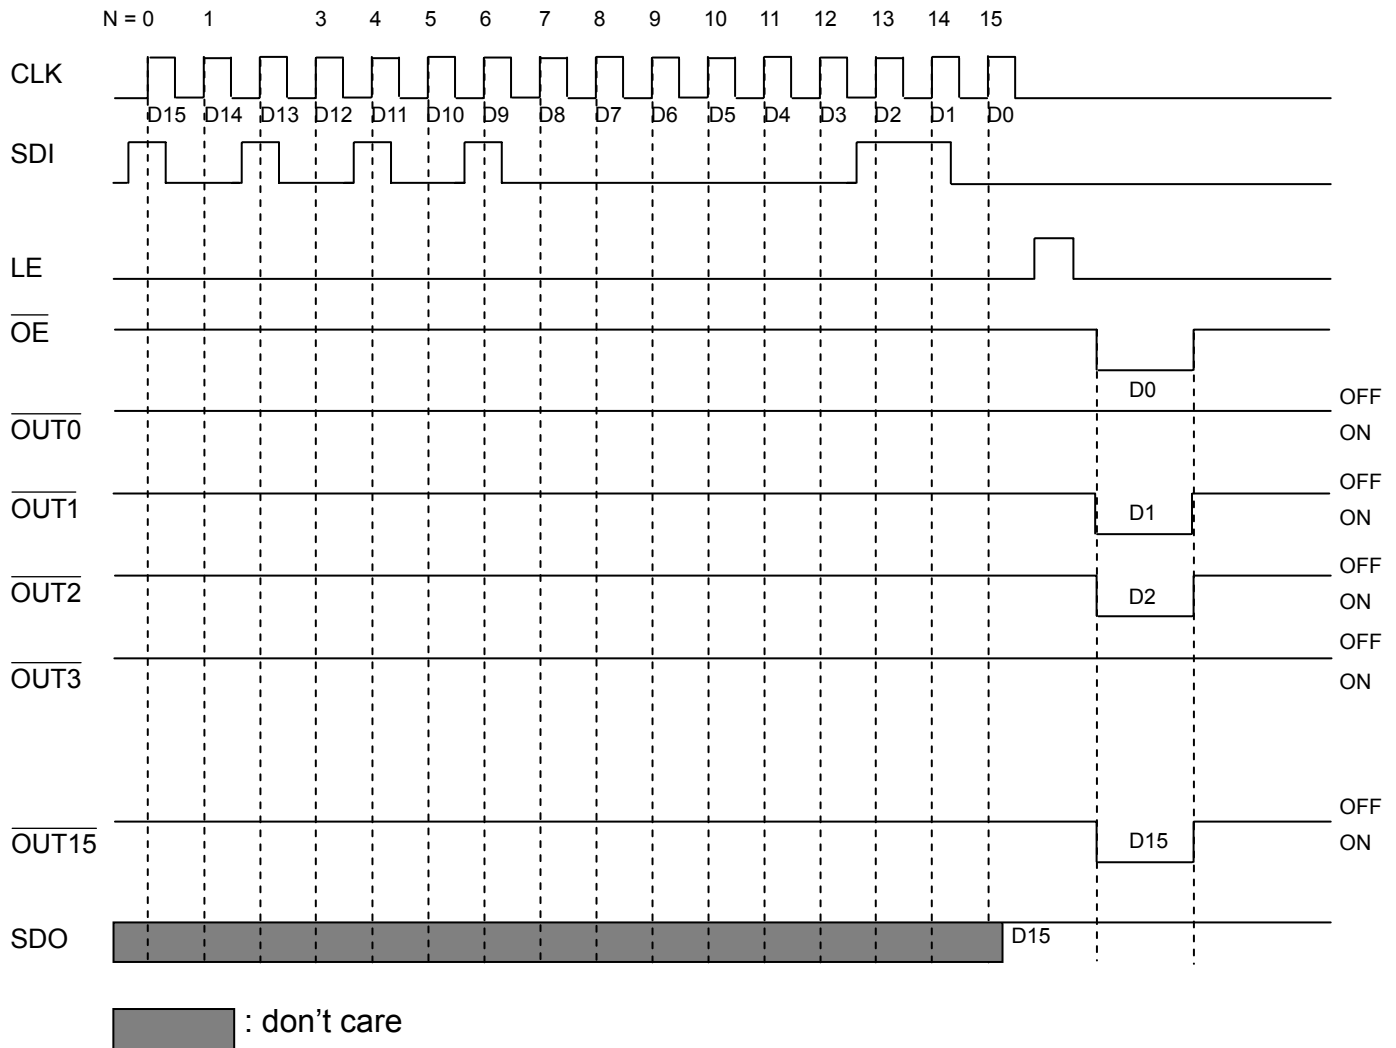 N = 0 1 3 4 5 6 7 8 9 10 11 12 13 14 15
CLK
D15 D14 D13 D12 D11 D10 D9 D8 D7 D6 D5 D4 D3 D2 D1 D0
SDI
LE
OE
D0
OFF
OUT0
ON
OFF
OUT1
D1
ON
OFF
OUT2
D2
ON
OFF
OUT3
ON
OFF
OUT15
D15
ON
SDO
D15
: don't care